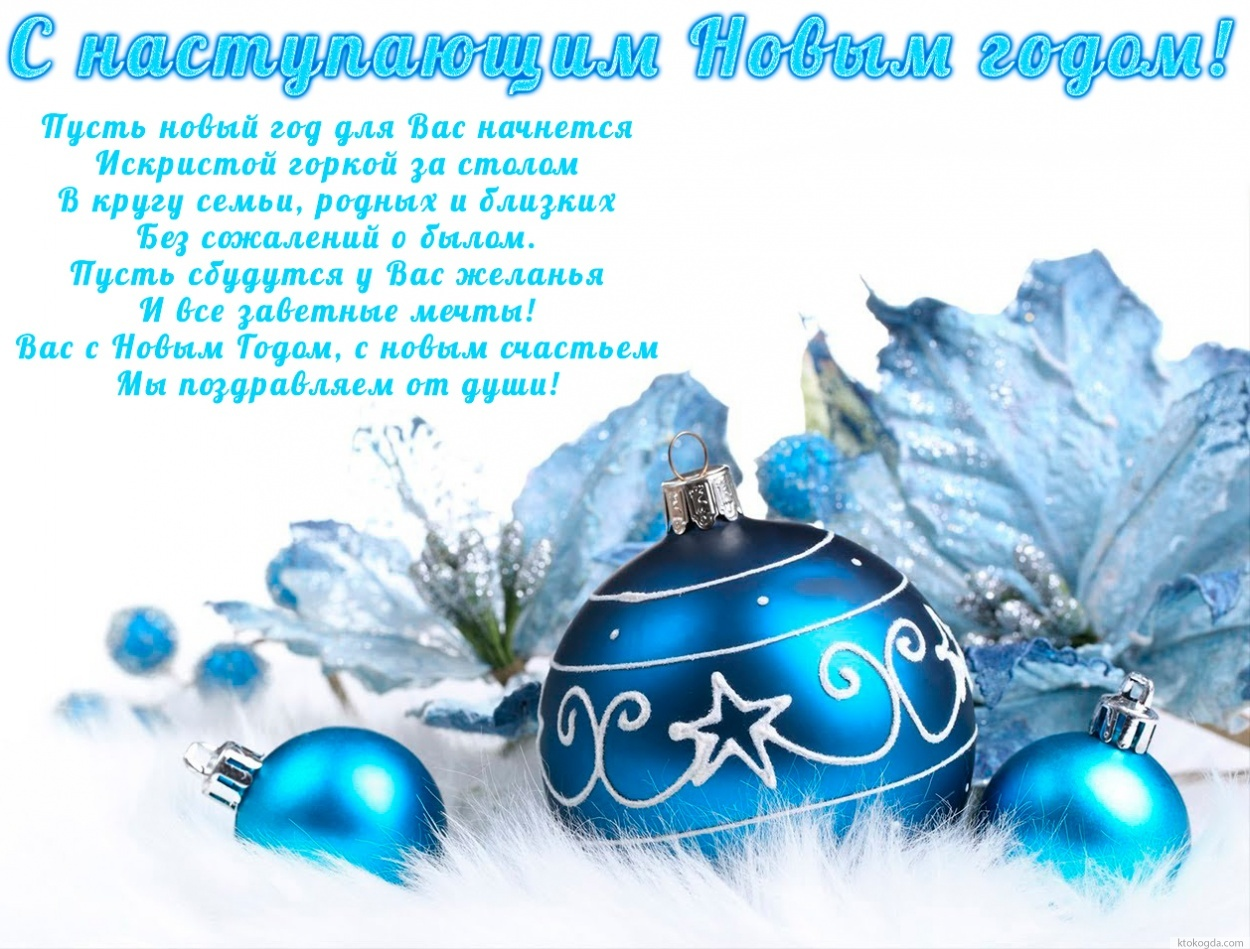 С наступающим Новым годом!
Пусть новый год для Вас начнется
Искристой горкой за столом
В кругу семьи, родных и близких
Без сожалений о былом.
Пусть сбудутся у Вас желанья
И все заветные мечты!
Вас с Новым Годом, с новым счастьем
Мы поздравляем от души!
ktokogda.com